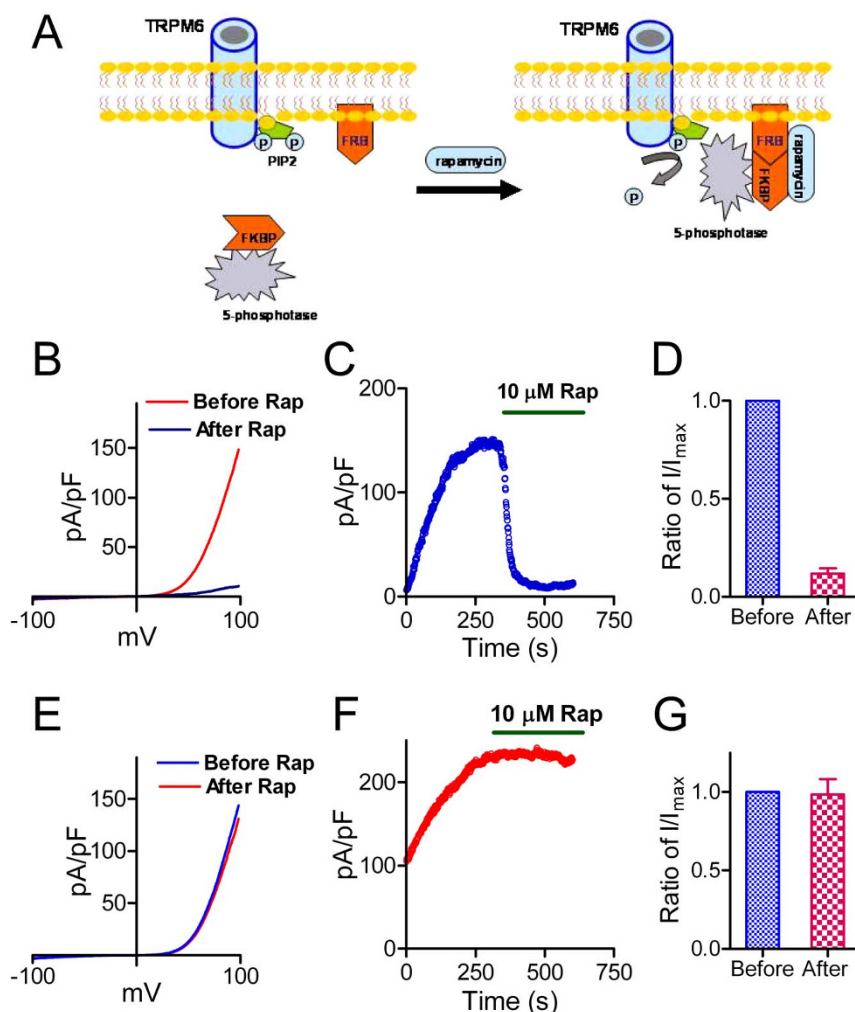 A
TRPM6
P P
PIP2
FRB
rapamycin
FKBP
5-phosphotase
TRPM6
P
P
FRB
FKBP
rapamycin
5-phosphotase
B
Before Rap
After Rap
pA/pF
150
100
50
-100
100
mV
C
10 μM Rap
pA/pF
200
100
0
0 250 500 750
Time (s)
D
Ratio of I/Imax
1.0
0.5
0.0
Before After
E
Before Rap
After Rap
pA/pF
150
100
50
-100
100
mV
F
10 μM Rap
pA/pF
200
100
0
0 250 500 750
Time (s)
G
Ratio of I/Imax
1.0
0.5
0.0
Before After